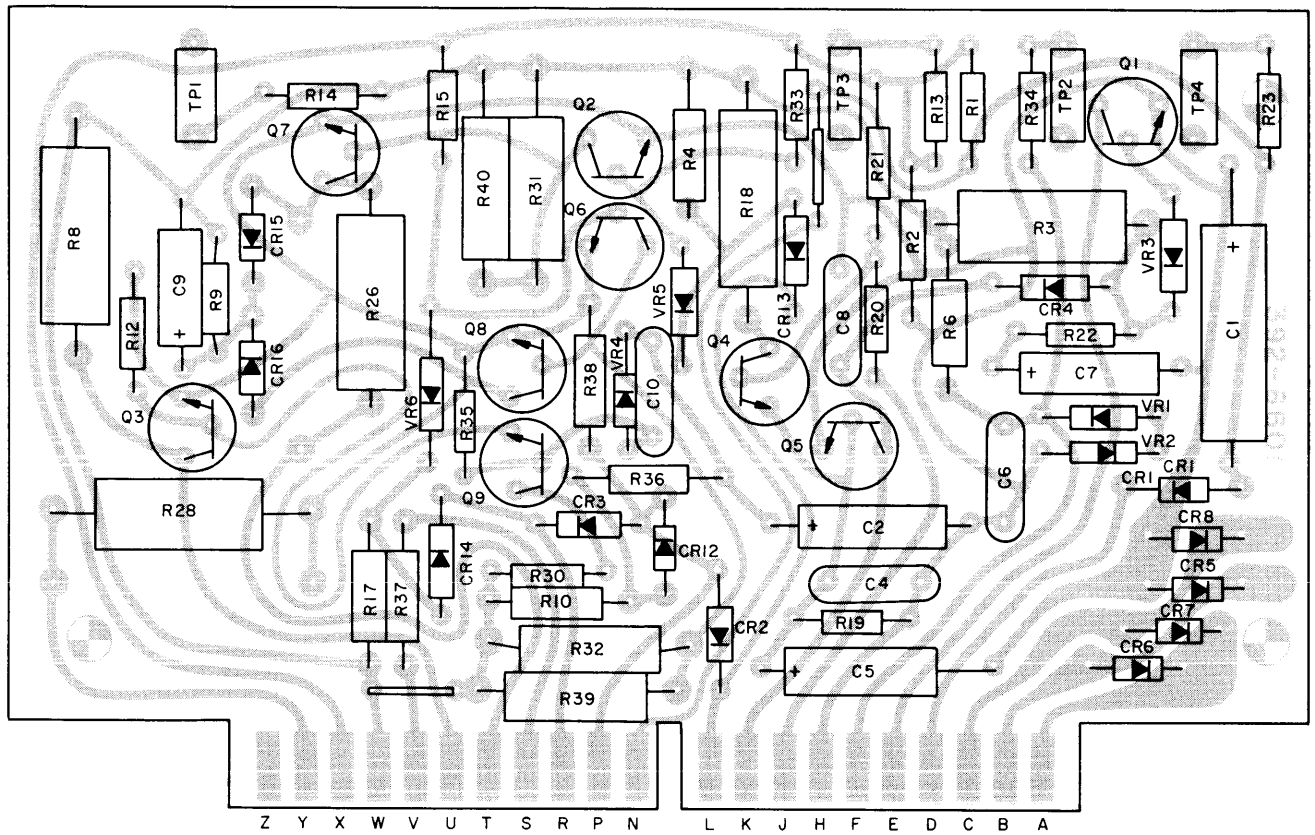 TP1
R14
Q7
R15
Q2
R33
TP3
R13
R1
R34
TP2
Q1
TP4
R23
R4
R21
R40
R31
R18
R8
CR15
Q6
R2
R3
VR3
C9
R9
R26
VR5
CR13
C8
R20
CR4
C1
R12
+
+
R6
R22
CR16
Q8
R38
VR4
C10
Q4
+
C7
Q3
VR6
R35
VR1
Q5
VR2
C6
R28
Q9
R36
CR1
CR1
CR3
+
C2
CR8
CR14
CR12
R17
R37
R30
C4
CR5
R10
R19
CR7
R32
CR2
CR6
+
C5
R39
Z Y X W V U T S R P N L K J H F E D C B A